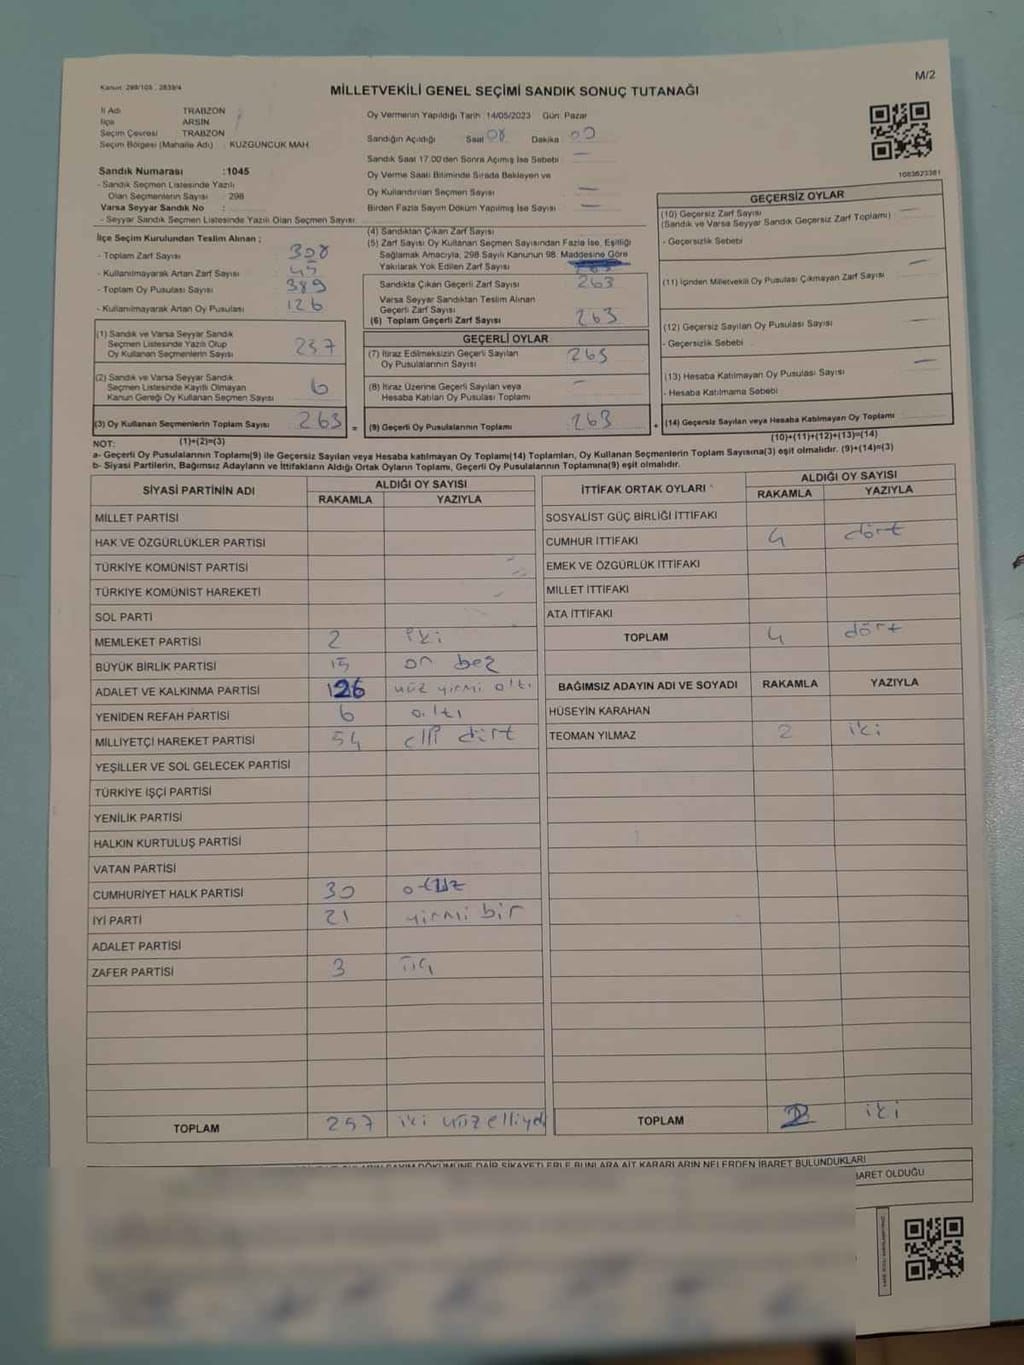 M/2
Kanun: 298/105 , 2839/4
MİLLETVEKİLİ GENEL SEÇİMİ SANDIK SONUÇ TUTANAĞI
İl Adı TRABZON
İlçe ARSIN
Seçim Çevresi TRABZON
Seçim Bölgesi (Mahalle Adı) : KUZGUNCUK MAH.
Oy Vermenin Yapıldığı Tarih: 14/05/2023 Gün: Pazar
Sandığın Açıldığı Saat 08 Dakika 00
Sandık Saat 17.00'den Sonra Açılmış İse Sebebi —
Oy Verme Saati Bitiminde Sırada Bekleyen ve
Oy Kullandırılan Seçmen Sayısı —
Birden Fazla Sayım Döküm Yapılmış İse Sayısı —
1083623381
Sandık Numarası :1045
- Sandık Seçmen Listesinde Yazılı
Olan Seçmenlerin Sayısı : 298
Varsa Seyyar Sandık No :
- Seyyar Sandık Seçmen Listesinde Yazılı Olan Seçmen Sayısı:
İlçe Seçim Kurulundan Teslim Alınan ;
- Toplam Zarf Sayısı 308
- Kullanılmayarak Artan Zarf Sayısı 45
- Toplam Oy Pusulası Sayısı 389
- Kullanılmayarak Artan Oy Pusulası 126
(1) Sandık ve Varsa Seyyar Sandık
Seçmen Listesinde Yazılı Olup
Oy Kullanan Seçmenlerin Sayısı 257
(2) Sandık ve Varsa Seyyar Sandık
Seçmen Listesinde Kayıtlı Olmayan
Kanun Gereği Oy Kullanan Seçmen Sayısı 6
(3) Oy Kullanan Seçmenlerin Toplam Sayısı 263 =
(1)+(2)=(3)
(4) Sandıktan Çıkan Zarf Sayısı
(5) Zarf Sayısı Oy Kullanan Seçmen Sayısından Fazla İse, Eşitliği
Sağlamak Amacıyla, 298 Sayılı Kanunun 98. Maddesine Göre
Yakılarak Yok Edilen Zarf Sayısı
Sandıkta Çıkan Geçerli Zarf Sayısı 263
Varsa Seyyar Sandıktan Teslim Alınan
Geçerli Zarf Sayısı
(6) Toplam Geçerli Zarf Sayısı 263
GEÇERLİ OYLAR
(7) İtiraz Edilmeksizin Geçerli Sayılan
Oy Pusulalarının Sayısı 263
(8) İtiraz Üzerine Geçerli Sayılan veya
Hesaba Katılan Oy Pusulası Toplamı —
(9) Geçerli Oy Pusulalarının Toplamı 263 +
GEÇERSİZ OYLAR
(10) Geçersiz Zarf Sayısı —
(Sandık ve Varsa Seyyar Sandık Geçersiz Zarf Toplamı)
- Geçersizlik Sebebi
(11) İçinden Milletvekili Oy Pusulası Çıkmayan Zarf Sayısı —
(12) Geçersiz Sayılan Oy Pusulası Sayısı —
- Geçersizlik Sebebi
(13) Hesaba Katılmayan Oy Pusulası Sayısı —
- Hesaba Katılmama Sebebi
(14) Geçersiz Sayılan veya Hesaba Katılmayan Oy Toplamı
(10)+(11)+(12)+(13)=(14)
NOT:
a- Geçerli Oy Pusulalarının Toplamı(9) ile Geçersiz Sayılan veya Hesaba Katılmayan Oy Toplamı(14) Toplamları, Oy Kullanan Seçmenlerin Toplam Sayısına(3) eşit olmalıdır. (9)+(14)=(3)
b- Siyasi Partilerin, Bağımsız Adayların ve İttifakların Aldığı Ortak Oyların Toplamı, Geçerli Oy Pusulalarının Toplamına(9) eşit olmalıdır.
SİYASİ PARTİNİN ADI ALDIĞI OY SAYISI
RAKAMLA YAZIYLA
MİLLET PARTİSİ
HAK VE ÖZGÜRLÜKLER PARTİSİ
TÜRKİYE KOMÜNİST PARTİSİ
TÜRKİYE KOMÜNİST HAREKETİ
SOL PARTİ
MEMLEKET PARTİSİ 2 iki
BÜYÜK BİRLİK PARTİSİ 15 on beş
ADALET VE KALKINMA PARTİSİ 126 yüz yirmi altı
YENİDEN REFAH PARTİSİ 6 altı
MİLLİYETÇİ HAREKET PARTİSİ 54 elli dört
YEŞİLLER VE SOL GELECEK PARTİSİ
TÜRKİYE İŞÇİ PARTİSİ
YENİLİK PARTİSİ
HALKIN KURTULUŞ PARTİSİ
VATAN PARTİSİ
CUMHURİYET HALK PARTİSİ 30 otuz
İYİ PARTİ 21 yirmi bir
ADALET PARTİSİ
ZAFER PARTİSİ 3 üç
TOPLAM 257 iki yüz elliyd
İTTİFAK ORTAK OYLARI ALDIĞI OY SAYISI
RAKAMLA YAZIYLA
SOSYALİST GÜÇ BİRLİĞİ İTTİFAKI
CUMHUR İTTİFAKI 4 dört
EMEK VE ÖZGÜRLÜK İTTİFAKI
MİLLET İTTİFAKI
ATA İTTİFAKI
TOPLAM 4 dört
BAĞIMSIZ ADAYIN ADI VE SOYADI RAKAMLA YAZIYLA
HÜSEYİN KARAHAN
TEOMAN YILMAZ 2 iki
TOPLAM 2 iki
DÖKÜMÜNE DAİR ŞİKAYETLERLE BUNLARA AİT KARARLARIN NELERDEN İBARET BULUNDUKLARI
İBARET OLDUĞU